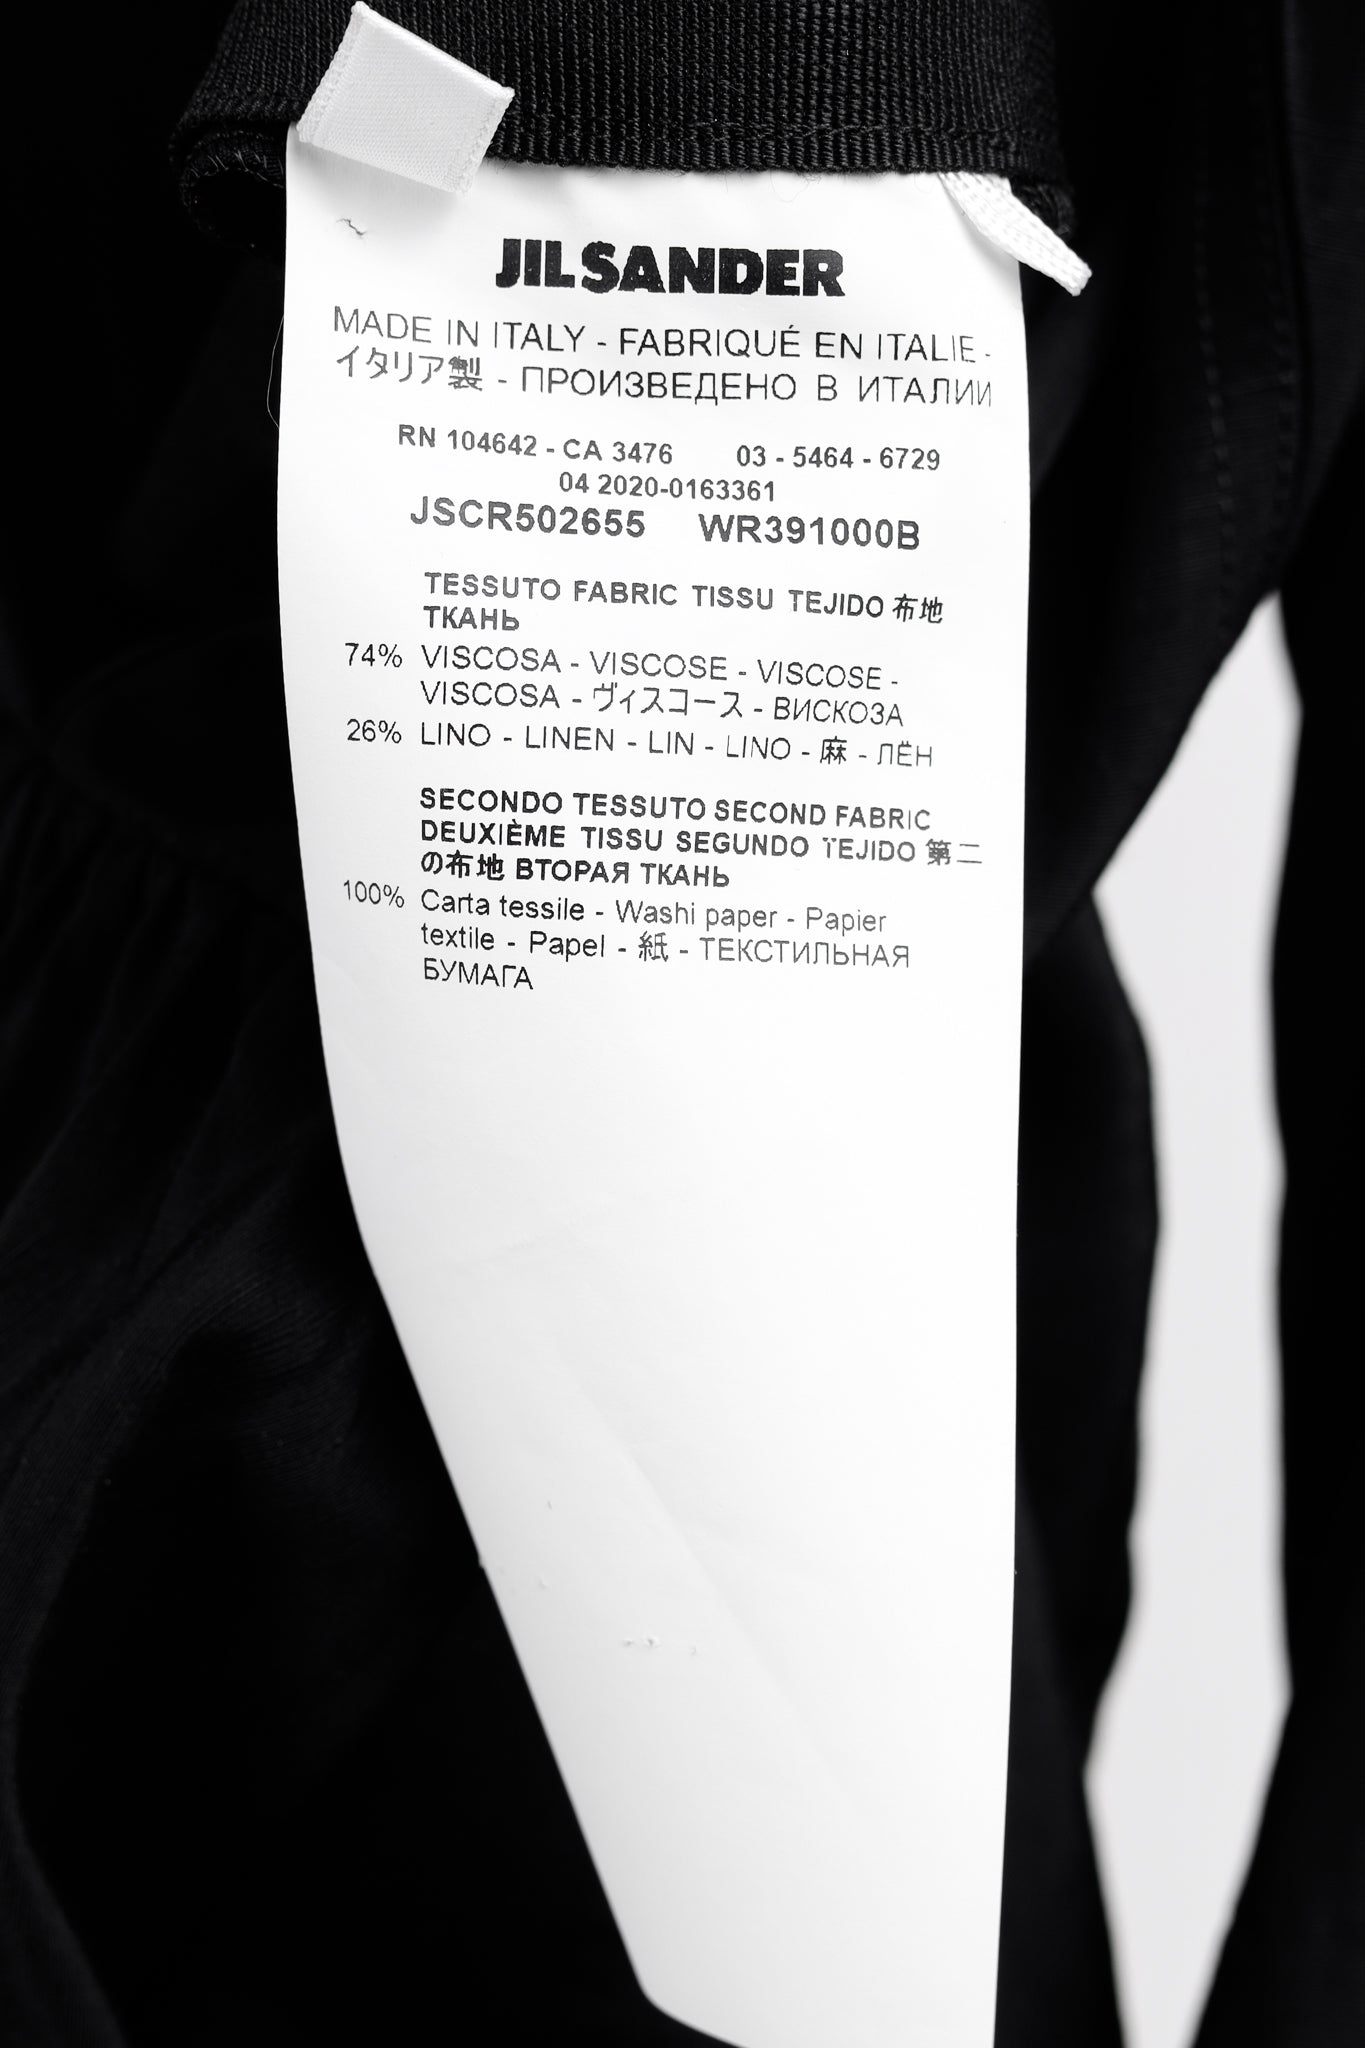 JIL SANDER
MADE IN ITALY - FABRIQUÉ EN ITALIE -
イタリア製 - ПРОИЗВЕДЕНО В ИТАЛИИ
RN 104642 - CA 3476 03 - 5464 - 6729
04 2020-0163361
JSCR502655 WR391000B
TESSUTO FABRIC TISSU TEJIDO 布地
ТКАНЬ
74% VISCOSA - VISCOSE - VISCOSE -
VISCOSA - ヴィスコース - ВИСКОЗА
26% LINO - LINEN - LIN - LINO - 麻 - ЛЁН
SECONDO TESSUTO SECOND FABRIC
DEUXIÈME TISSU SEGUNDO TEJIDO 第二
の布地 ВТОРАЯ ТКАНЬ
100% Carta tessile - Washi paper - Papier
textile - Papel - 紙 - ТЕКСТИЛЬНАЯ
БУМАГА